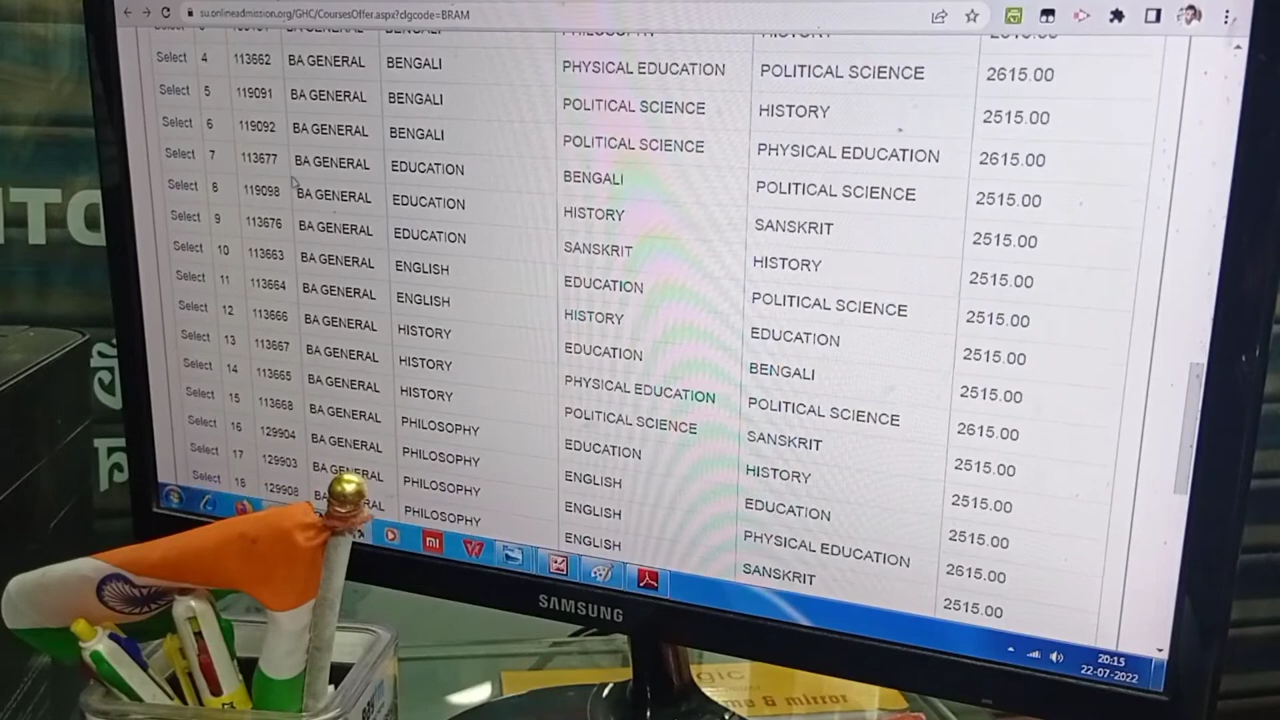 su.onlineadmission.org/GHC/CoursesOffer.aspx?clgcode=BRAM
Select 4 113662 BA GENERAL BENGALI PHYSICAL EDUCATION POLITICAL SCIENCE 2615.00
Select 5 119091 BA GENERAL BENGALI POLITICAL SCIENCE HISTORY 2515.00
Select 6 119092 BA GENERAL BENGALI POLITICAL SCIENCE PHYSICAL EDUCATION 2615.00
Select 7 113677 BA GENERAL EDUCATION BENGALI POLITICAL SCIENCE 2515.00
Select 8 119098 BA GENERAL EDUCATION HISTORY SANSKRIT 2515.00
Select 9 113676 BA GENERAL EDUCATION SANSKRIT HISTORY 2515.00
Select 10 113663 BA GENERAL ENGLISH EDUCATION POLITICAL SCIENCE 2515.00
Select 11 113664 BA GENERAL ENGLISH HISTORY EDUCATION 2515.00
Select 12 113666 BA GENERAL HISTORY EDUCATION BENGALI 2515.00
Select 13 113667 BA GENERAL HISTORY PHYSICAL EDUCATION POLITICAL SCIENCE 2615.00
Select 14 113665 BA GENERAL HISTORY POLITICAL SCIENCE SANSKRIT 2515.00
Select 15 113668 BA GENERAL PHILOSOPHY EDUCATION HISTORY 2515.00
Select 16 129904 BA GENERAL PHILOSOPHY ENGLISH EDUCATION 2515.00
Select 17 129903 BA GENERAL PHILOSOPHY ENGLISH PHYSICAL EDUCATION 2615.00
Select 18 129908 PHILOSOPHY ENGLISH SANSKRIT 2515.00
mi
20:15
22-07-2022
SAMSUNG
& mirror